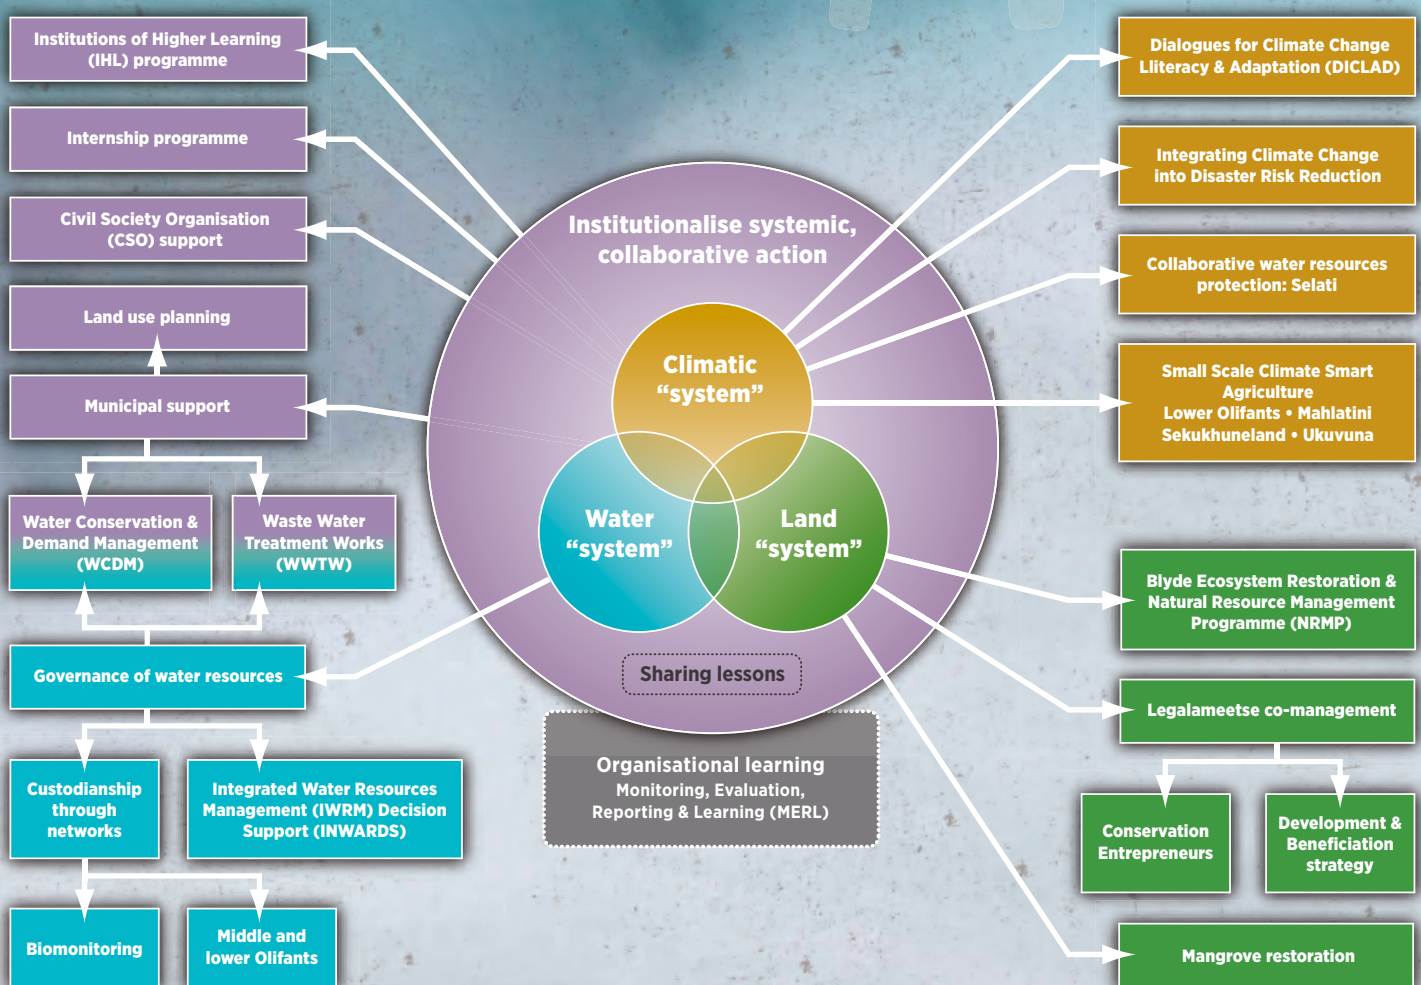 Institutions of Higher Learning
(IHL) programme
Internship programme
Civil Society Organisation
(CSO) support
Land use planning
Municipal support
Water Conservation &
Demand Management
(WCDM)
Waste Water
Treatment Works
(WWTW)
Governance of water resources
Custodianship
through
networks
Integrated Water Resources
Management (IWRM) Decision
Support (INWARDS)
Biomonitoring
Middle and
lower Olifants
Institutionalise systemic,
collaborative action
Climatic
“system”
Water
“system”
Land
“system”
Sharing lessons
Organisational learning
Monitoring, Evaluation,
Reporting & Learning (MERL)
Dialogues for Climate Change
Lliteracy & Adaptation (DICLAD)
Integrating Climate Change
into Disaster Risk Reduction
Collaborative water resources
protection: Selati
Small Scale Climate Smart
Agriculture
Lower Olifants • Mahlatini
Sekukhuneland • Ukuvuna
Blyde Ecosystem Restoration &
Natural Resource Management
Programme (NRMP)
Legalameetse co-management
Conservation
Entrepreneurs
Development &
Beneficiation
strategy
Mangrove restoration